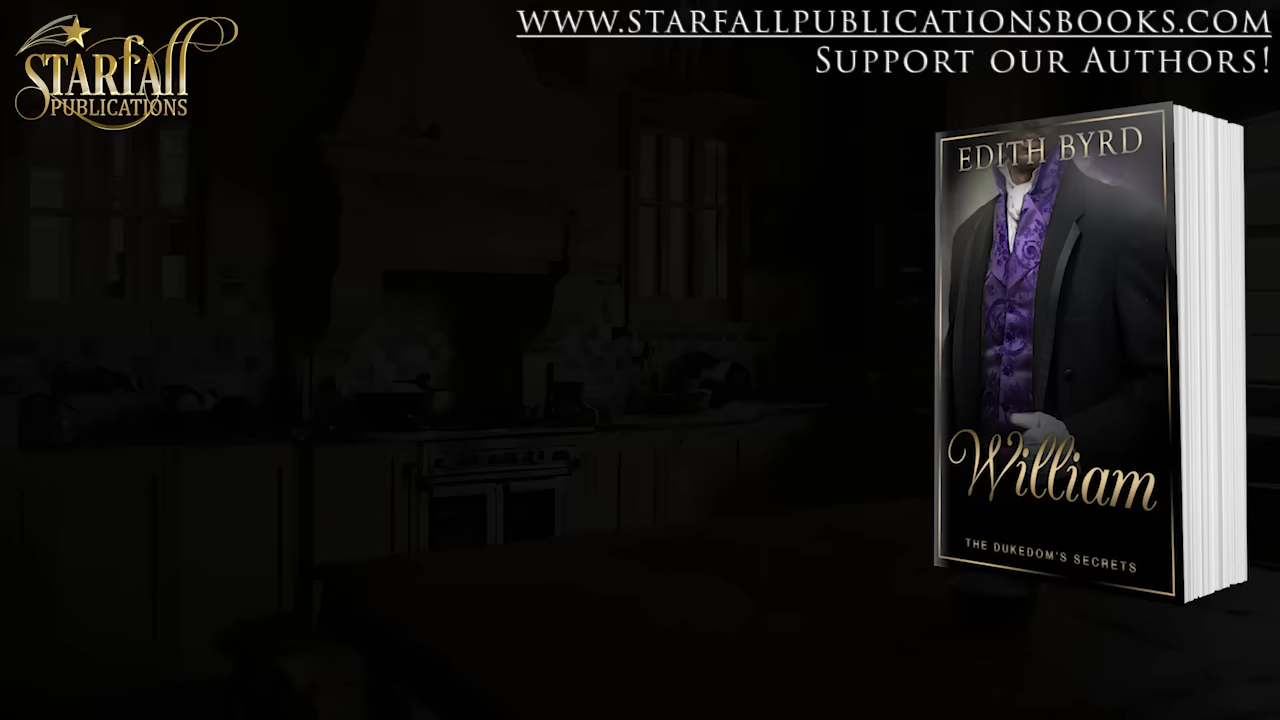 STARFALL
PUBLICATIONS
WWW.STARFALLPUBLICATIONSBOOKS.COM
SUPPORT OUR AUTHORS!
EDITH BYRD
William
THE DUKEDOM'S SECRETS